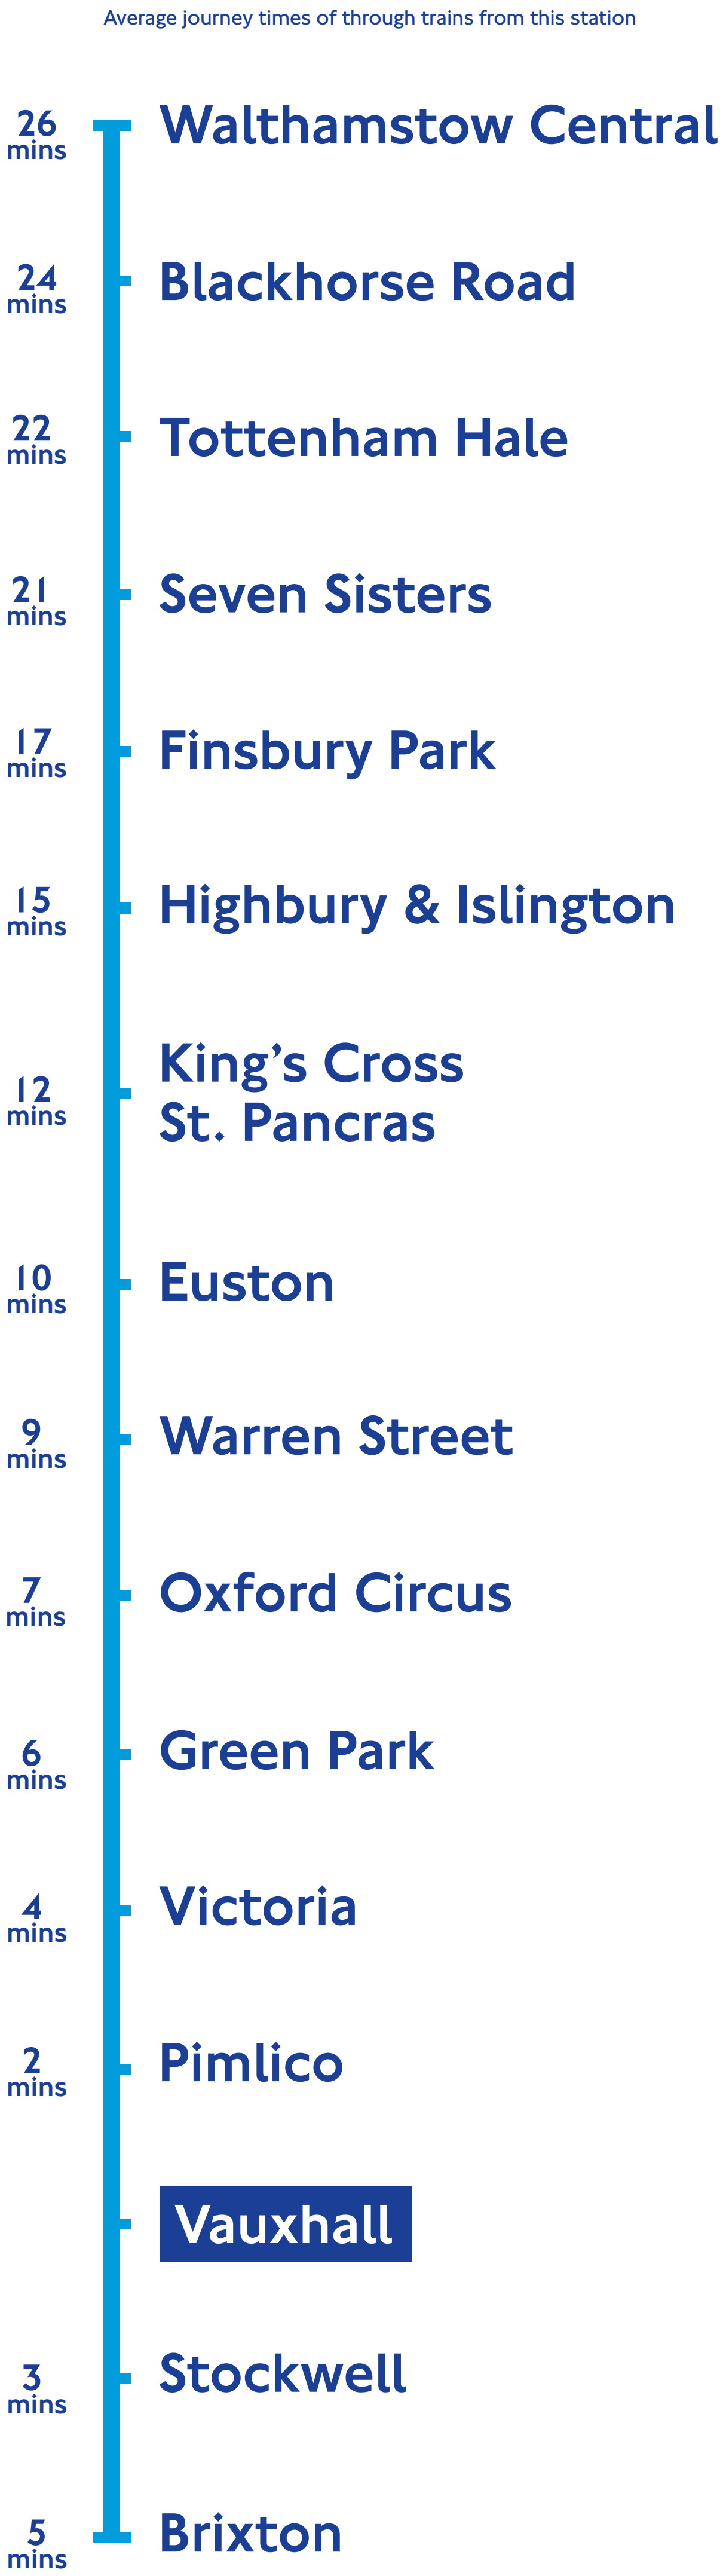 Average journey times of through trains from this station
26
mins
Walthamstow Central
24
mins
Blackhorse Road
22
mins
Tottenham Hale
21
mins
Seven Sisters
17
mins
Finsbury Park
15
mins
Highbury & Islington
12
mins
King's Cross
St. Pancras
10
mins
Euston
9
mins
Warren Street
7
mins
Oxford Circus
6
mins
Green Park
4
mins
Victoria
2
mins
Pimlico
Vauxhall
3
mins
Stockwell
5
mins
Brixton